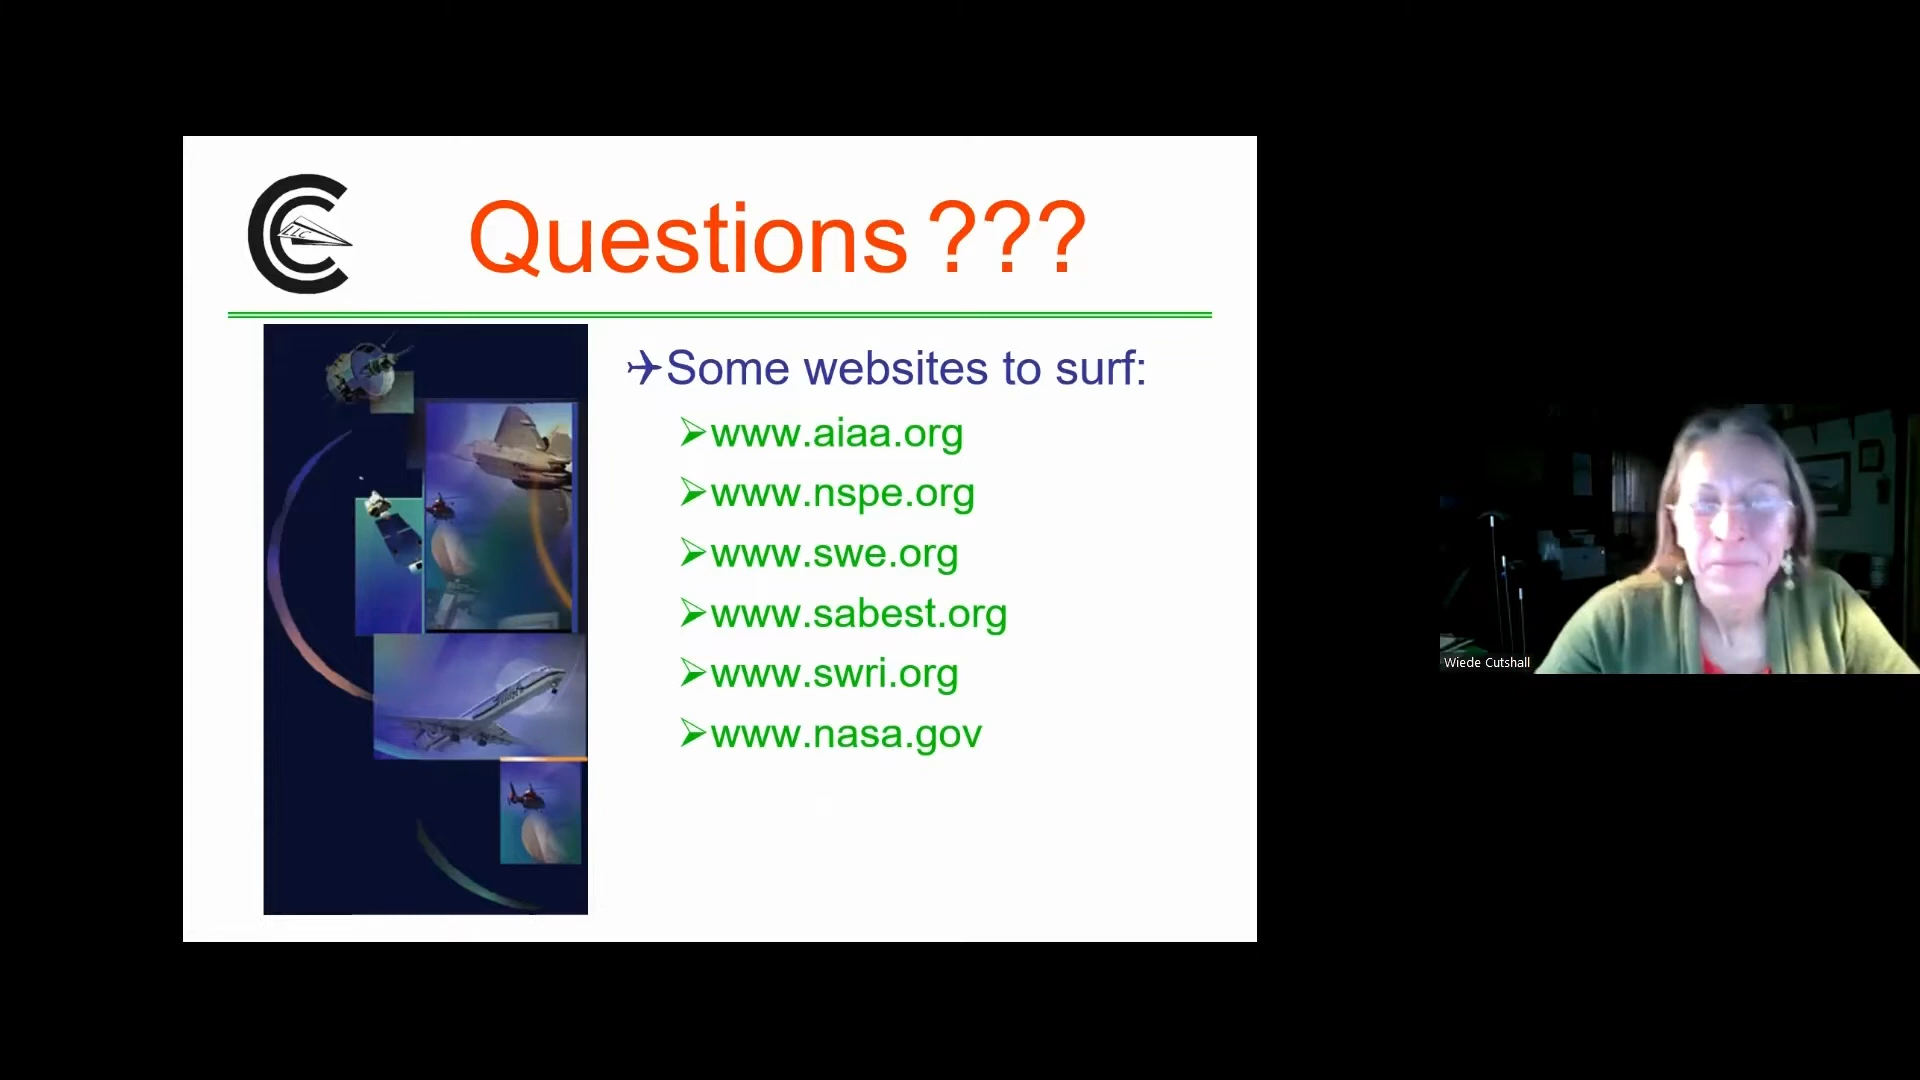 LLC
Questions ???
Some websites to surf:
www.aiaa.org
www.nspe.org
www.swe.org
www.sabest.org
www.swri.org
www.nasa.gov
Wiede Cutshall